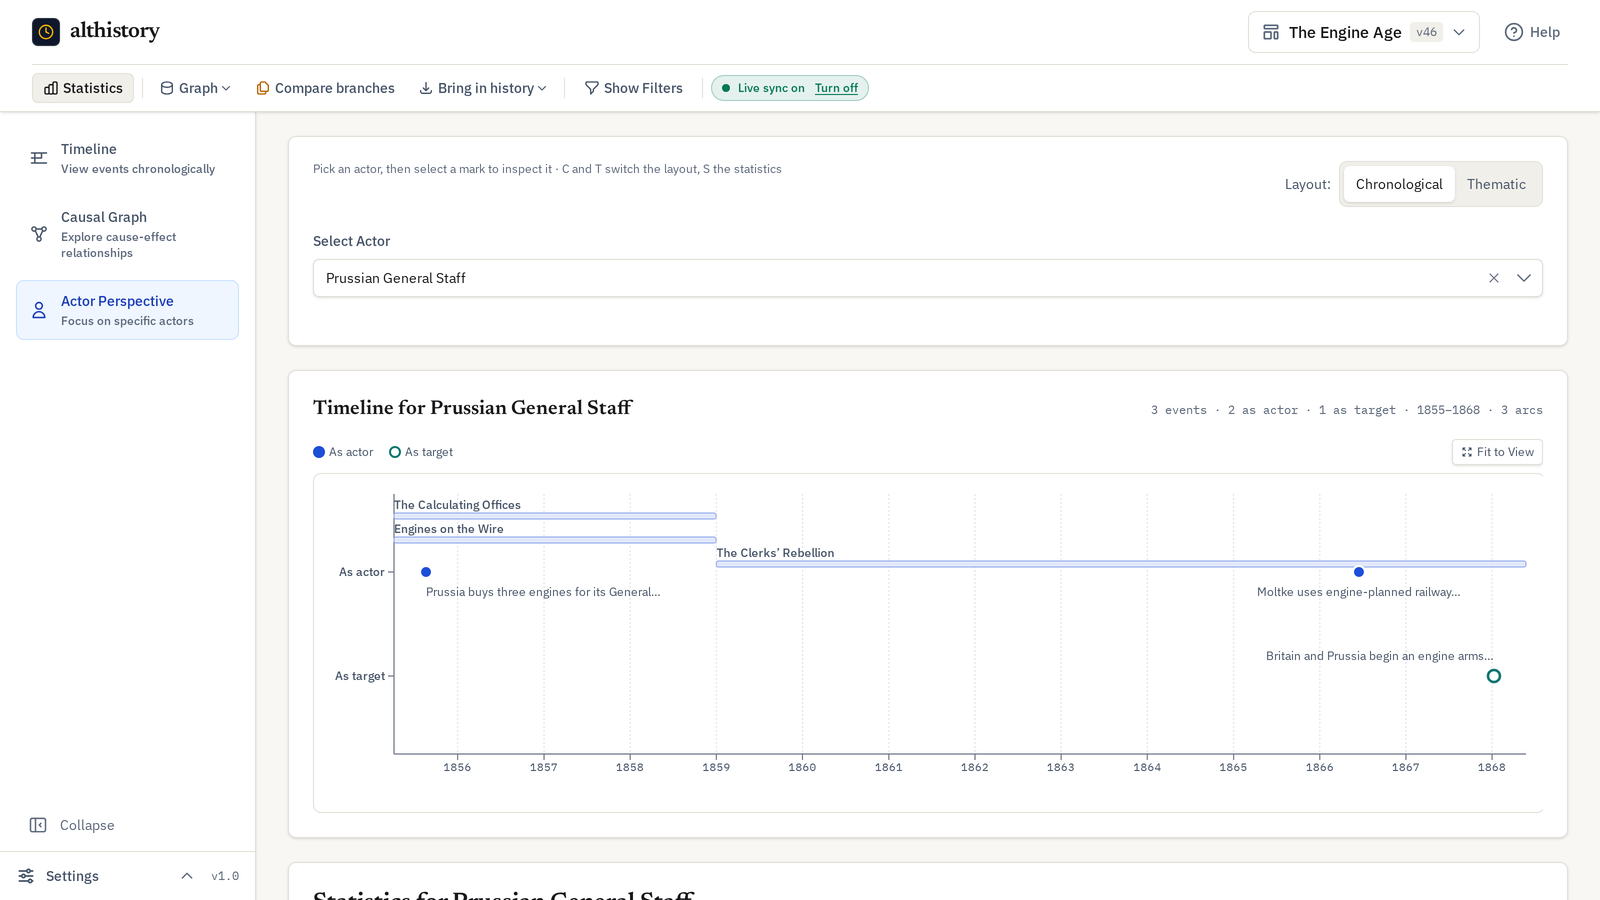 althistory
The Engine Age v46
Help
Statistics
Graph
Compare branches
Bring in history
Show Filters
Live sync on Turn off
Timeline
View events chronologically
Causal Graph
Explore cause-effect
relationships
Actor Perspective
Focus on specific actors
Collapse
Settings
v1.0
Pick an actor, then select a mark to inspect it · C and T switch the layout, S the statistics
Layout: Chronological Thematic
Select Actor
Prussian General Staff
Timeline for Prussian General Staff
3 events · 2 as actor · 1 as target · 1855–1868 · 3 arcs
As actor As target
Fit to View
The Calculating Offices
Engines on the Wire
The Clerks’ Rebellion
As actor
Prussia buys three engines for its General…
Moltke uses engine-planned railway…
Britain and Prussia begin an engine arms…
As target
1856 1857 1858 1859 1860 1861 1862 1863 1864 1865 1866 1867 1868
Statistics for Prussian General Staff